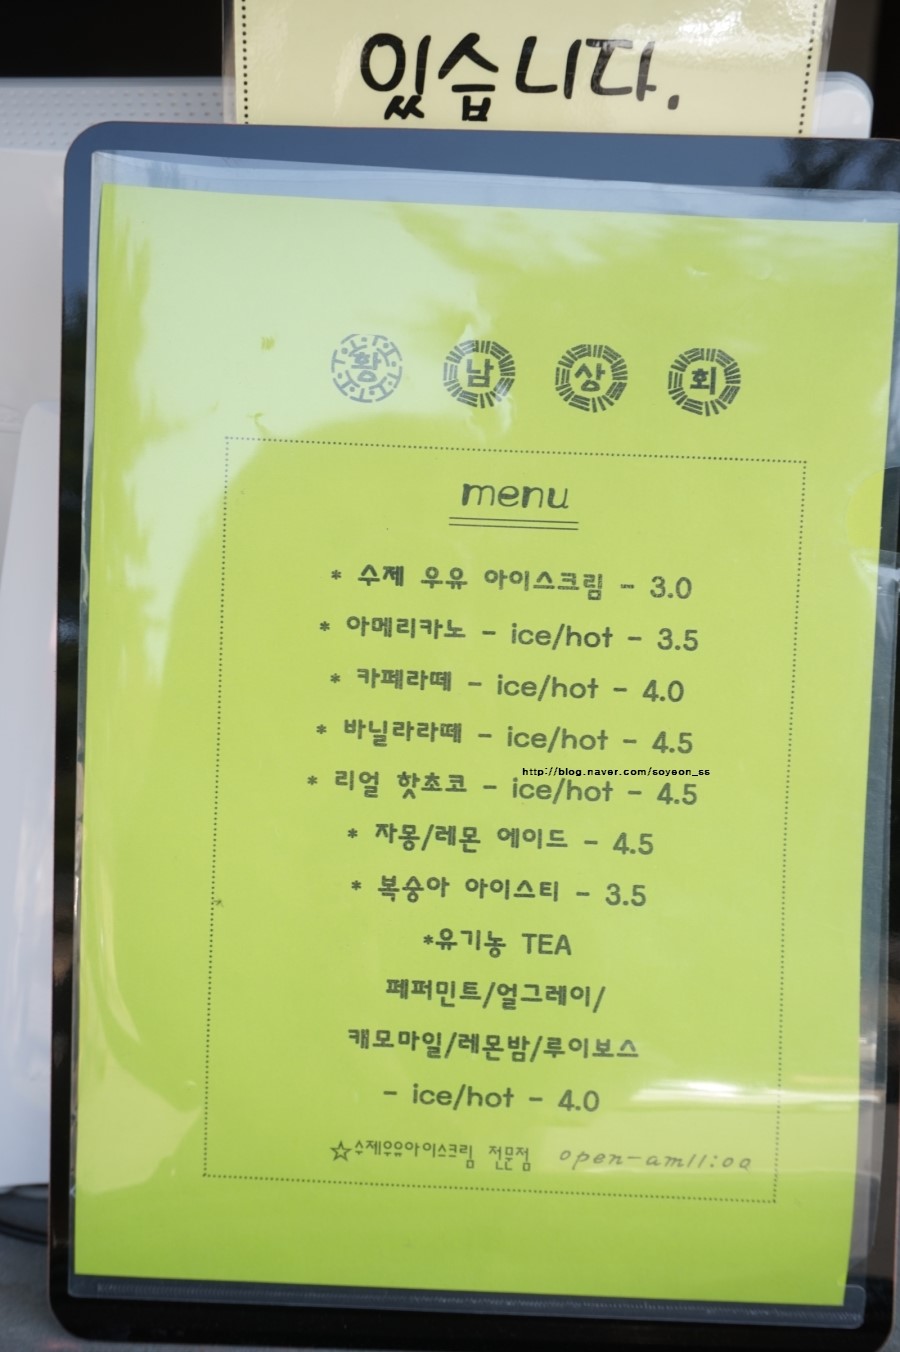 있습니다.
황남상회
menu
* 수제 우유 아이스크림 - 3.0
* 아메리카노 - ice/hot - 3.5
* 카페라떼 - ice/hot - 4.0
* 바닐라라떼 - ice/hot - 4.5
http://blog.naver.com/soyeon_ss
* 리얼 핫초코 - ice/hot - 4.5
* 자몽/레몬 에이드 - 4.5
* 복숭아 아이스티 - 3.5
*유기농 TEA
페퍼민트/얼그레이/
캐모마일/레몬밤/루이보스
- ice/hot - 4.0
☆수제우유아이스크림 전문점 open-am11:00